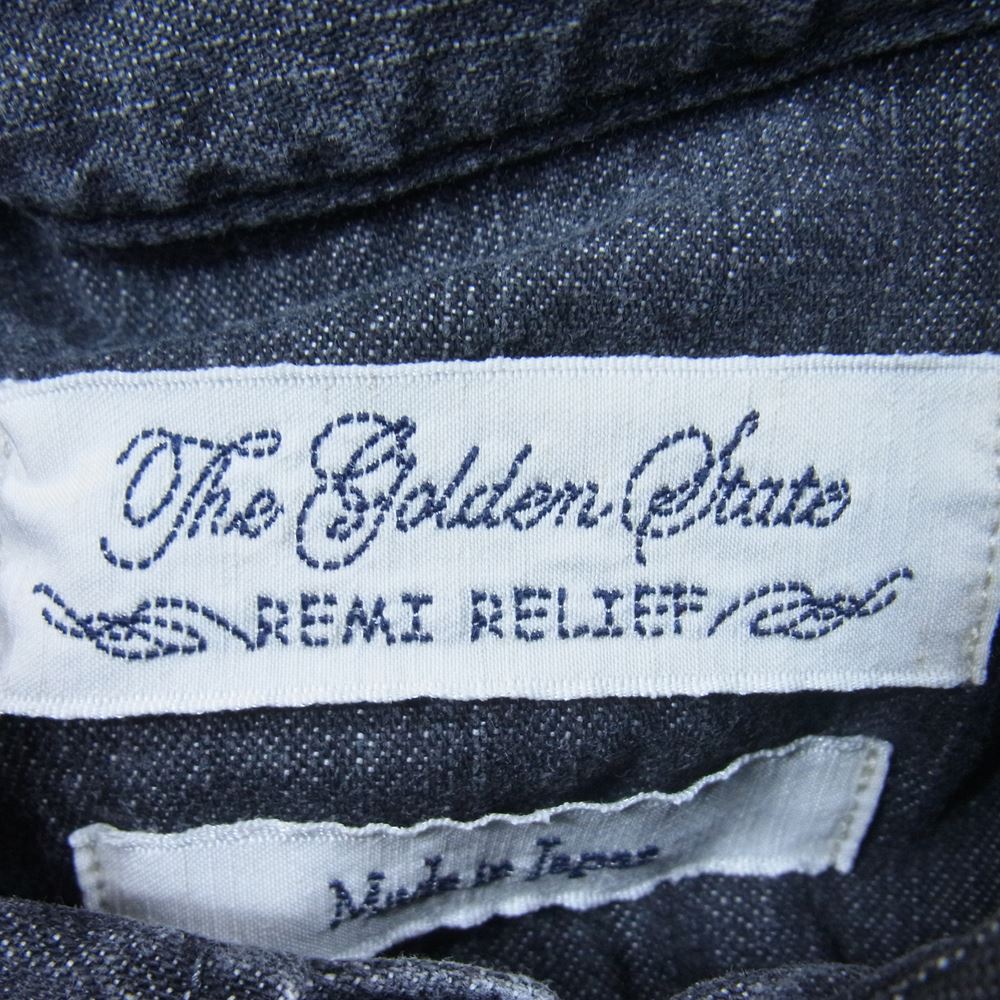 The Golden State
REMI RELIEF
Made in Japan